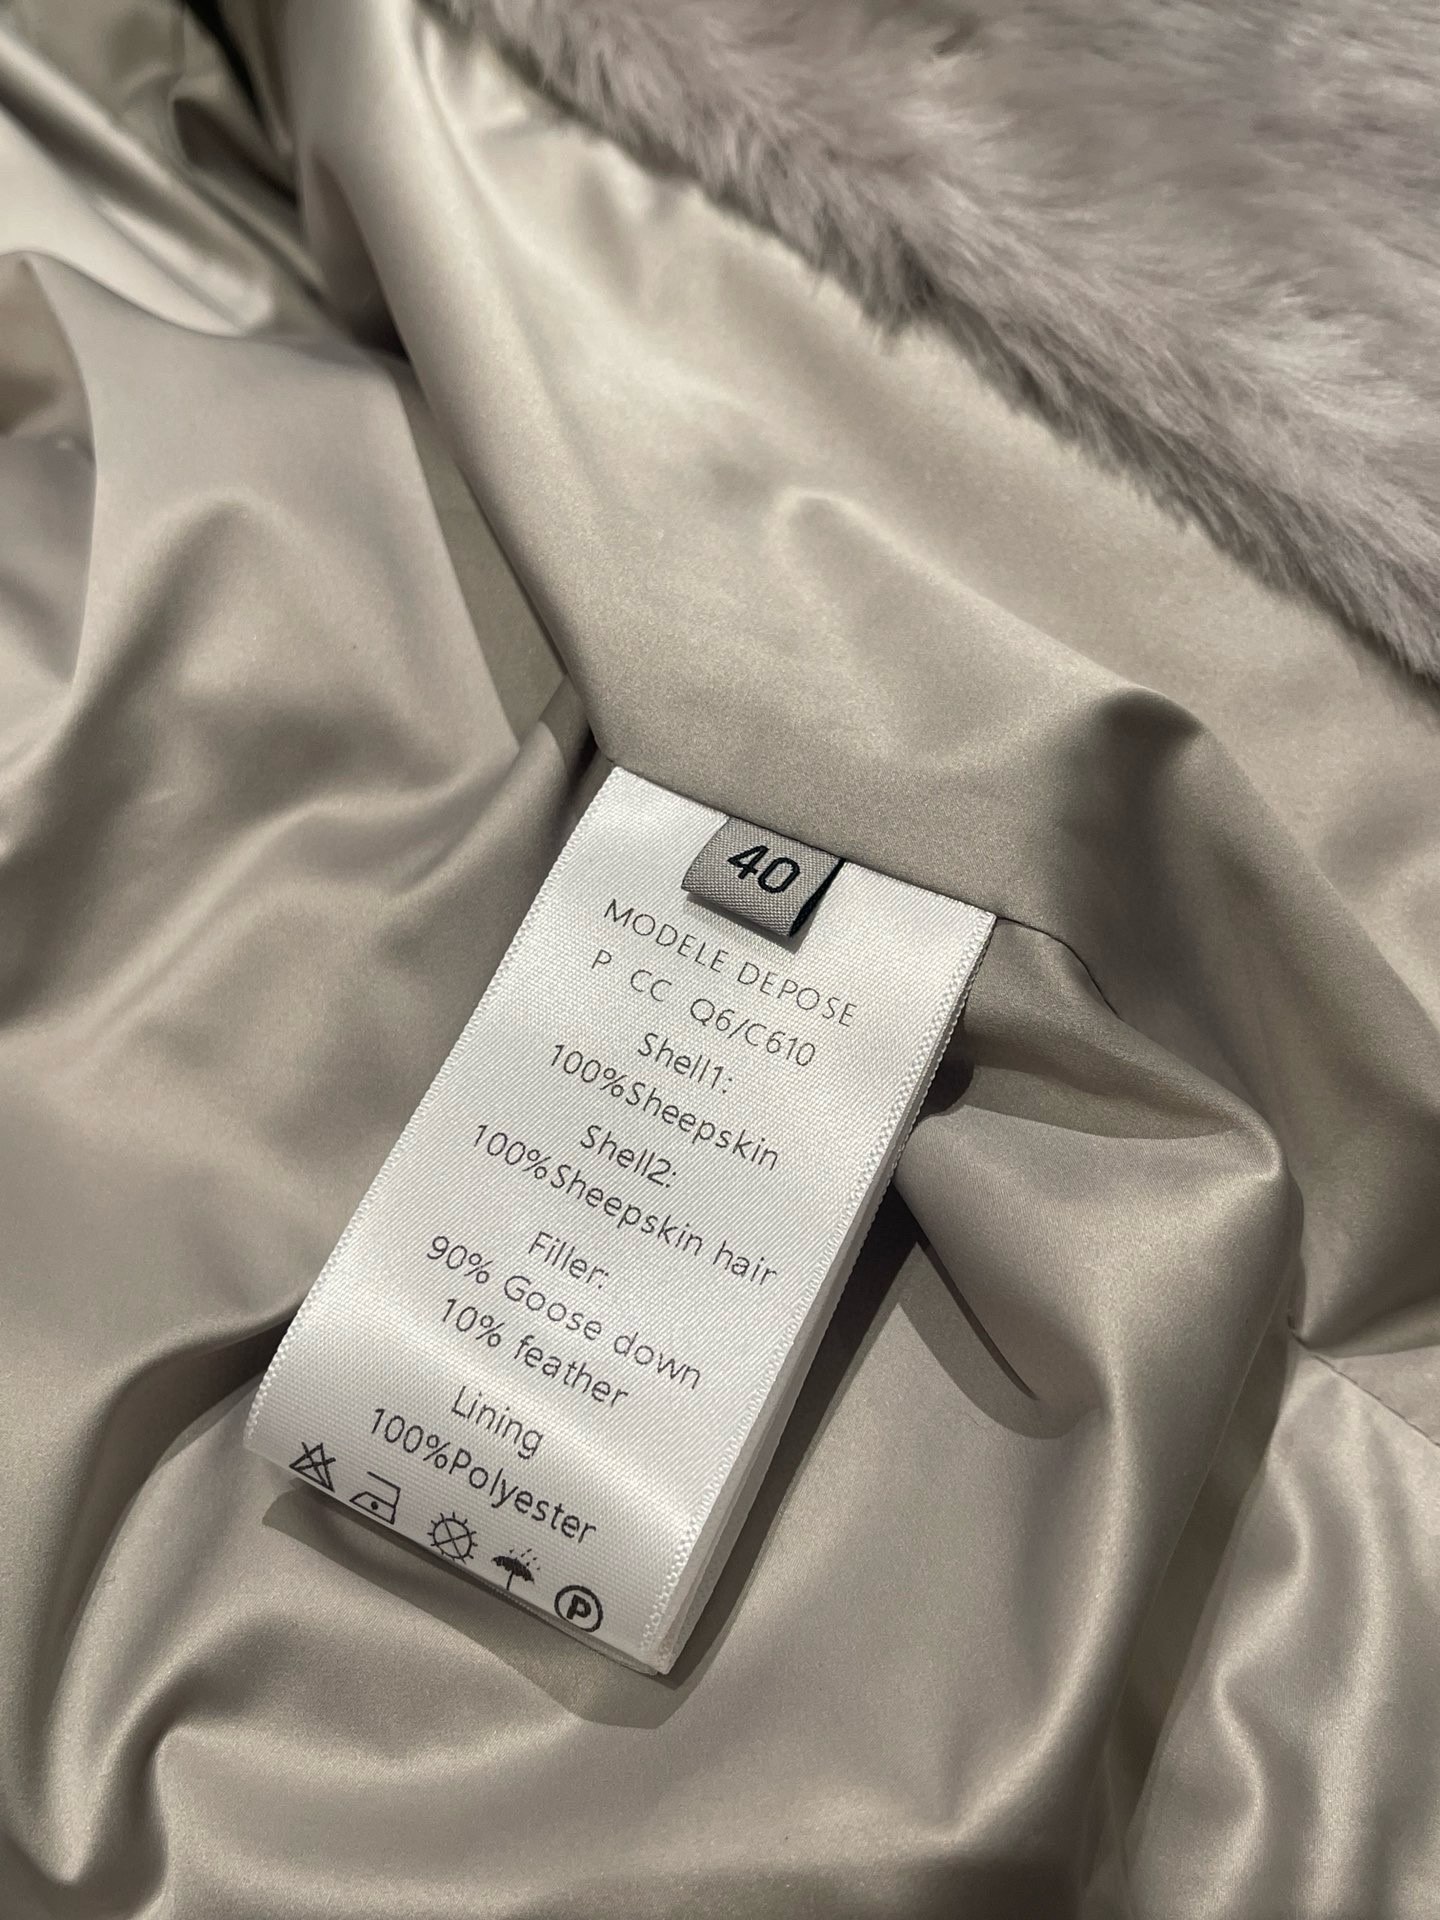 40
MODELE DEPOSE
P CC Q6/C610
Shell1:
100%Sheepskin
Shell2:
100%Sheepskin hair
Filler:
90% Goose down
10% feather
Lining
100%Polyester
P